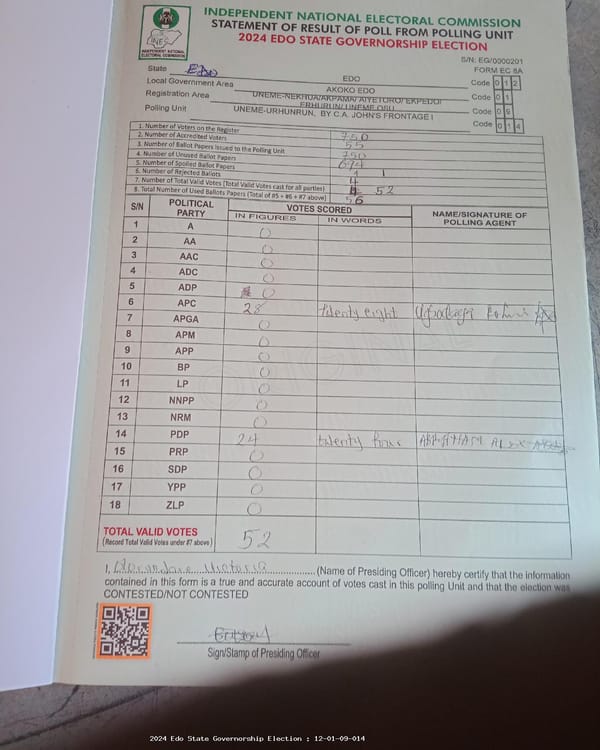 INDEPENDENT NATIONAL ELECTORAL COMMISSION
STATEMENT OF RESULT OF POLL FROM POLLING UNIT
2024 EDO STATE GOVERNORSHIP ELECTION
INEC
INDEPENDENT NATIONAL ELECTORAL COMMISSION
S/N: EG/0000201
FORM EC 8A
State Edo EDO Code 0 1 2
Local Government Area AKOKO EDO Code 0 1
Registration Area UNEME-NEKHUA/AKPAMA/ AIYETORO/ EKPEDO/ ERHURUN/ UNEME OSU Code 0 9
Polling Unit UNEME-URHUNRUN, BY C.A. JOHN'S FRONTAGE I Code 0 1 4
1. Number of Voters on the Register 750
2. Number of Accredited Voters 55
3. Number of Ballot Papers Issued to the Polling Unit 750
4. Number of Unused Ballot Papers 694
5. Number of Spoiled Ballot Papers 1
6. Number of Rejected Ballots 4
7. Number of Total Valid Votes (Total Valid Votes cast for all parties) 52
8. Total Number of Used Ballots Papers (Total of #5 + #6 + #7 above) 56
S/N POLITICAL PARTY VOTES SCORED NAME/SIGNATURE OF POLLING AGENT
IN FIGURES IN WORDS
1 A 0
2 AA 0
3 AAC 0
4 ADC 0
5 ADP 0
6 APC 28 twenty eight
7 APGA 0
8 APM 0
9 APP 0
10 BP 0
11 LP 0
12 NNPP 0
13 NRM 0
14 PDP 24 twenty four
15 PRP 0
16 SDP 0
17 YPP 0
18 ZLP 0
TOTAL VALID VOTES 52
(Record Total Valid Votes under #7 above)
I, Victoria (Name of Presiding Officer) hereby certify that the information
contained in this form is a true and accurate account of votes cast in this polling Unit and that the election was
CONTESTED/NOT CONTESTED
Sign/Stamp of Presiding Officer
2024 Edo State Governorship Election : 12-01-09-014